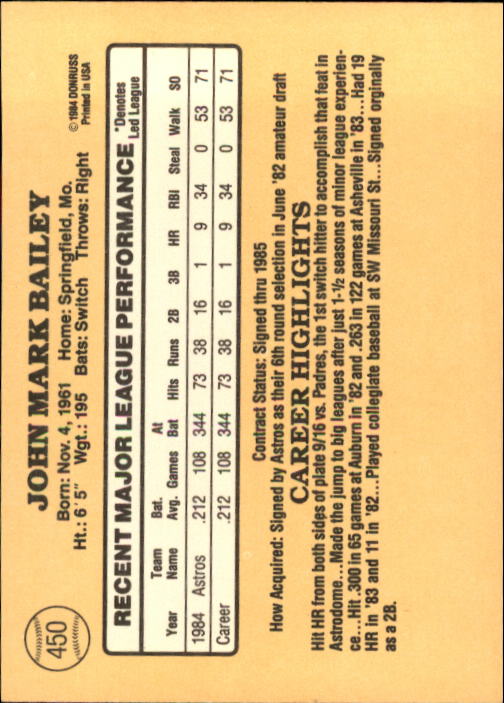 450
JOHN MARK BAILEY
Born: Nov. 4, 1961 Home: Springfield, Mo.
Ht.: 6' 5" Wgt.: 195 Bats: Switch Throws: Right
© 1984 DONRUSS
Printed in USA
RECENT MAJOR LEAGUE PERFORMANCE
*Denotes
Led League
Year Team Name Bat. Avg. Games At Bat Hits Runs 2B 3B HR RBI Steal Walk SO
1984 Astros .212 108 344 73 38 16 1 9 34 0 53 71
Career .212 108 344 73 38 16 1 9 34 0 53 71
Contract Status: Signed thru 1985
How Acquired: Signed by Astros as their 6th round selection in June '82 amateur draft
CAREER HIGHLIGHTS
Hit HR from both sides of plate 9/16 vs. Padres, the 1st switch hitter to accomplish that feat in
Astrodome...Made the jump to big leagues after just 1-½ seasons of minor league experien-
ce...Hit .300 in 65 games at Auburn in '82 and .263 in 122 games at Asheville in '83...Had 19
HR in '83 and 11 in '82...Played collegiate baseball at SW Missouri St...Signed orginally
as a 2B.